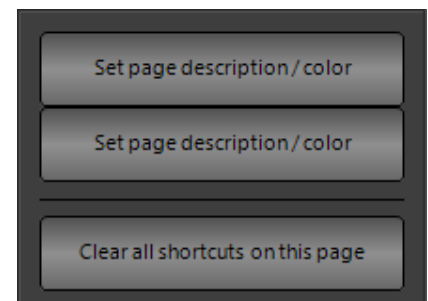 Set page description / color
Set page description / color
Clear all shortcuts on this page